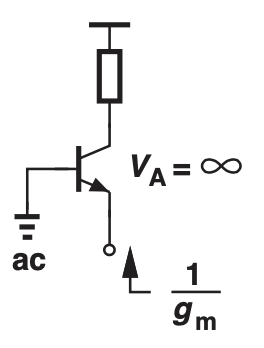 V_A = ∞
ac
1
g_m